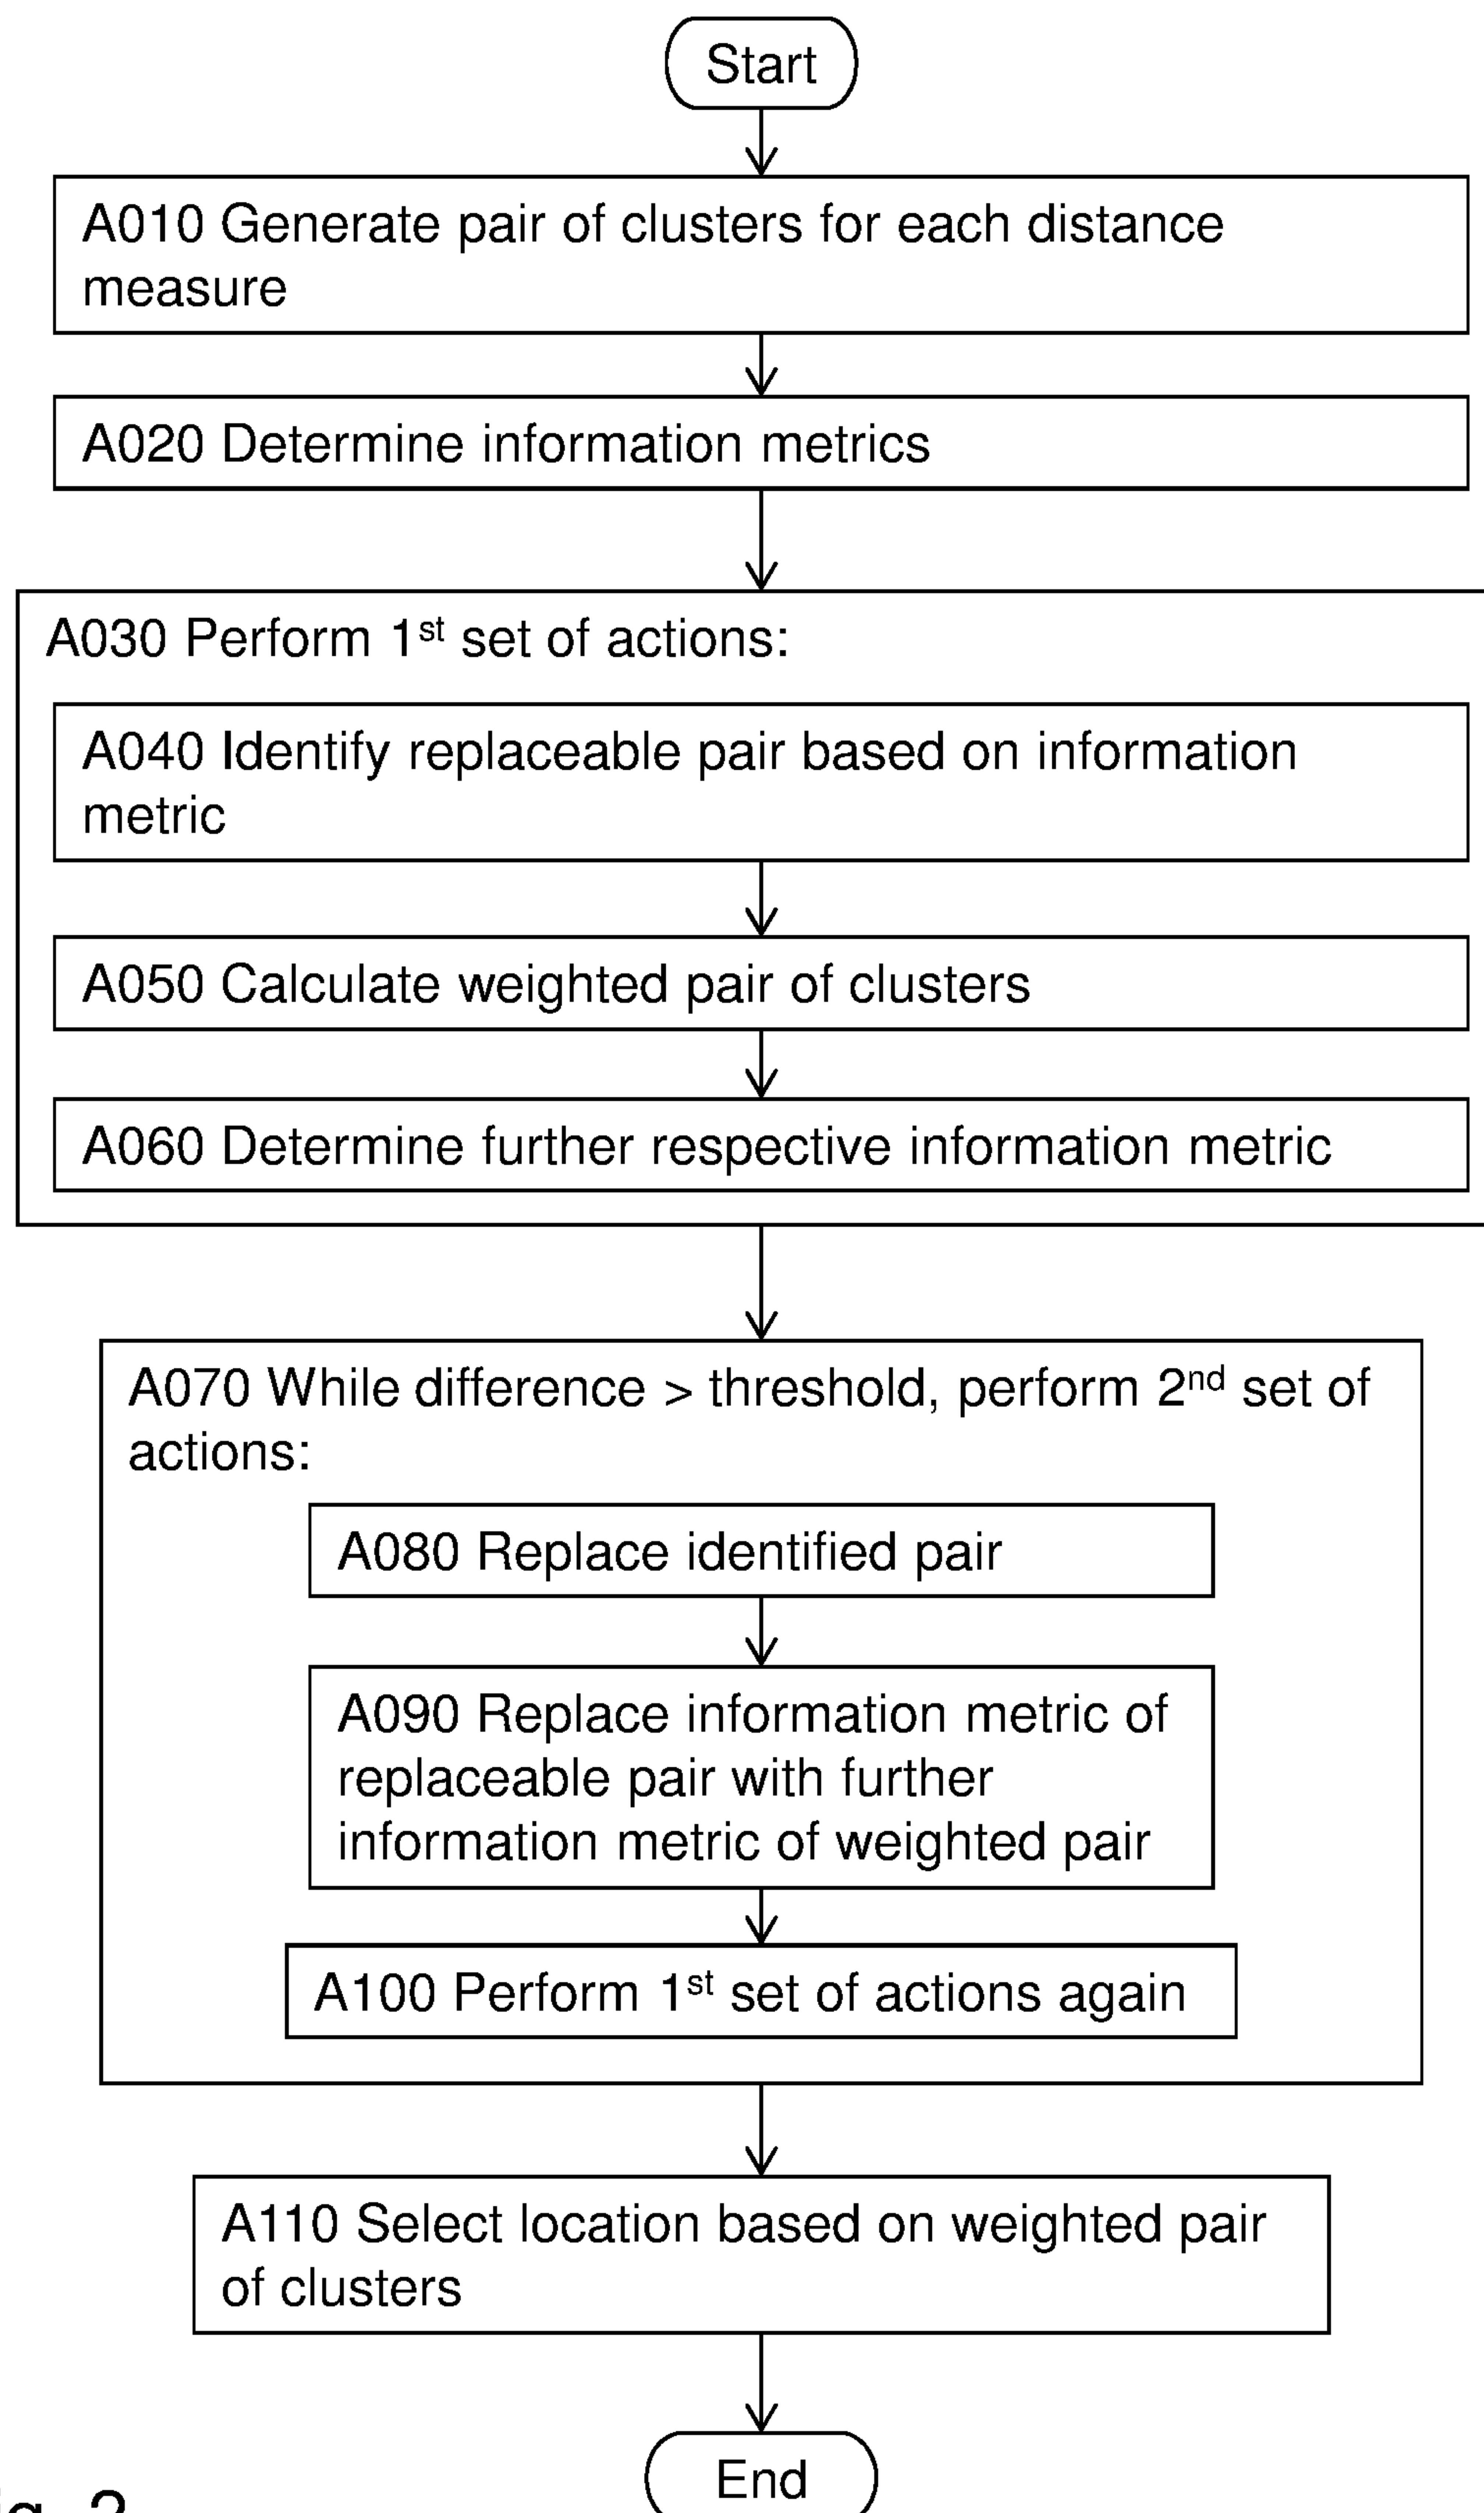 Start
A010 Generate pair of clusters for each distance
measure
A020 Determine information metrics
A030 Perform 1st set of actions:
A040 Identify replaceable pair based on information
metric
A050 Calculate weighted pair of clusters
A060 Determine further respective information metric
A070 While difference > threshold, perform 2nd set of
actions:
A080 Replace identified pair
A090 Replace information metric of
replaceable pair with further
information metric of weighted pair
A100 Perform 1st set of actions again
A110 Select location based on weighted pair
of clusters
End